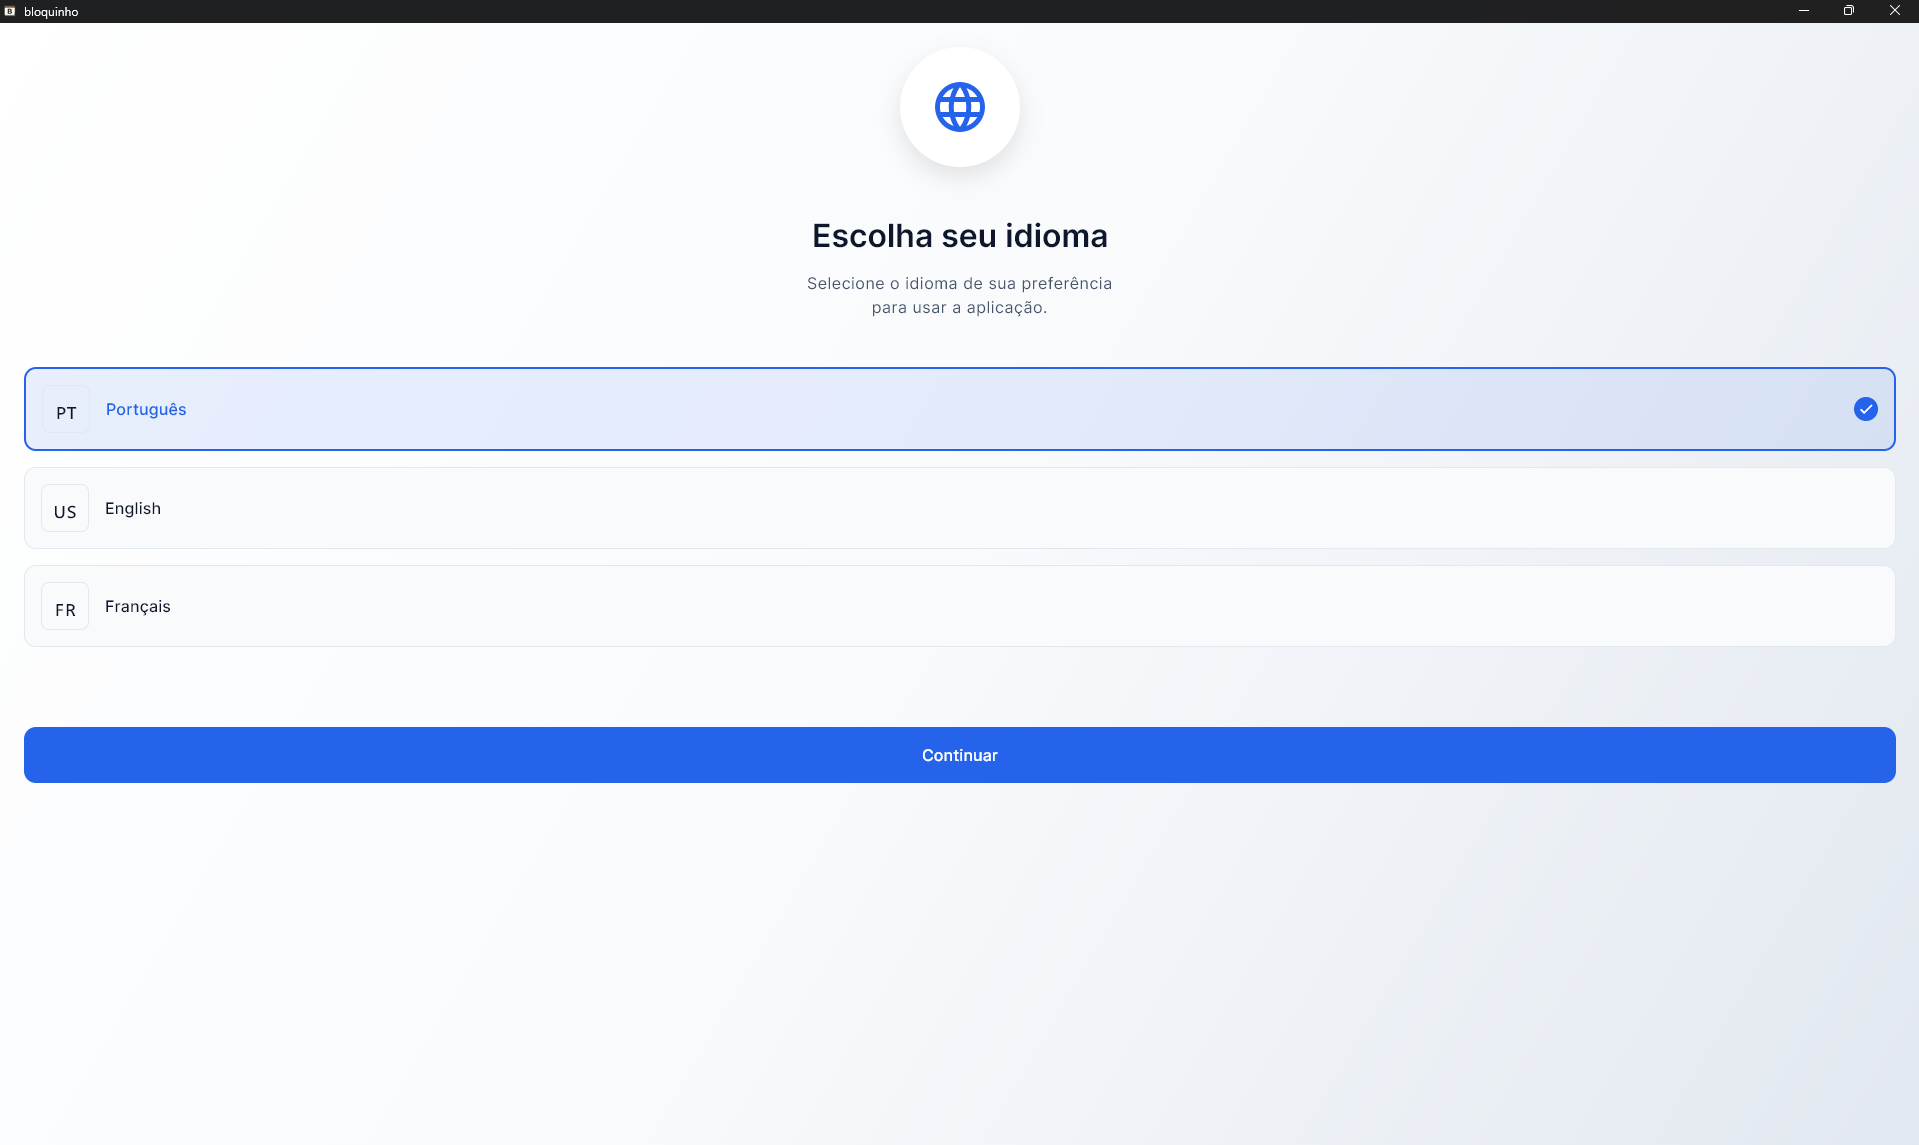 bloquinho
Escolha seu idioma
Selecione o idioma de sua preferência
para usar a aplicação.
PT Português
US English
FR Français
Continuar